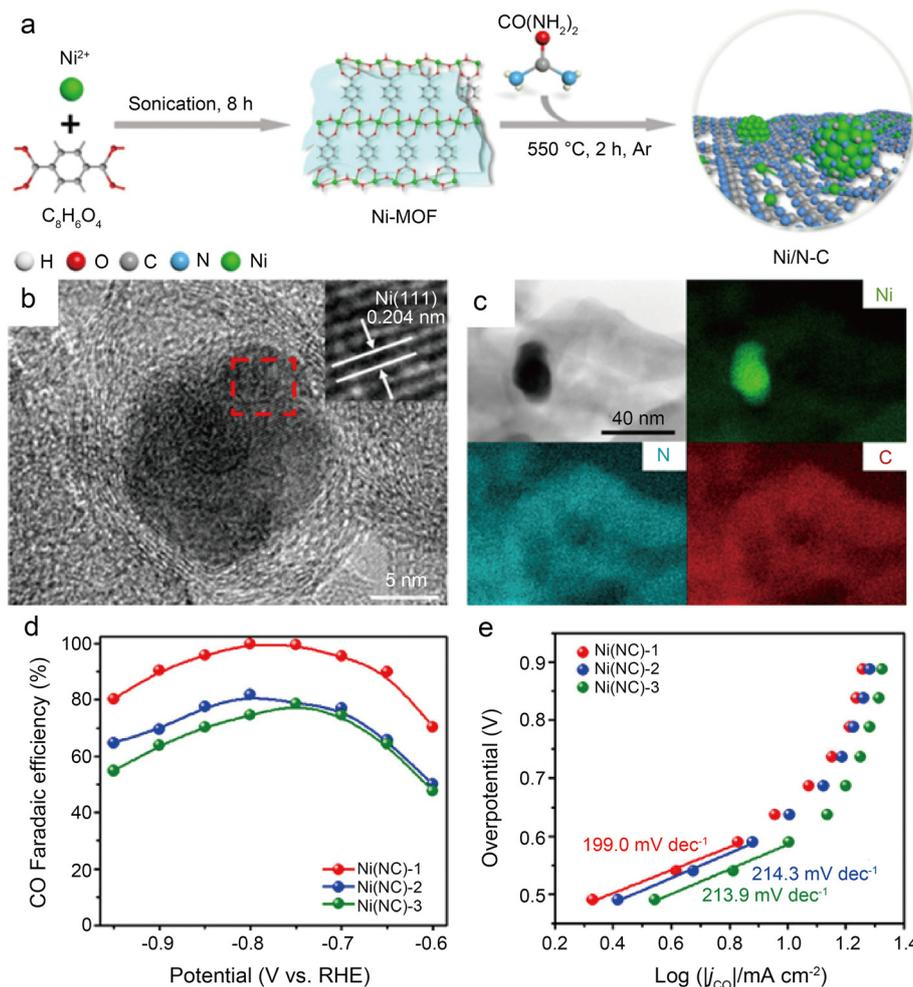 a
Ni²⁺
+
C₈H₆O₄
Sonication, 8 h
Ni-MOF
CO(NH₂)₂
550 °C, 2 h, Ar
Ni/N-C
H O C N Ni
b
Ni(111)
0.204 nm
5 nm
c
40 nm
Ni
N
C
d
CO Faradaic efficiency (%)
100
80
60
40
20
0
Ni(NC)-1
Ni(NC)-2
Ni(NC)-3
-0.9 -0.8 -0.7 -0.6
Potential (V vs. RHE)
e
Overpotential (V)
0.9
0.8
0.7
0.6
0.5
Ni(NC)-1
Ni(NC)-2
Ni(NC)-3
199.0 mV dec⁻¹
214.3 mV dec⁻¹
213.9 mV dec⁻¹
0.2 0.4 0.6 0.8 1.0 1.2 1.4
Log (|j_CO|/mA cm⁻²)